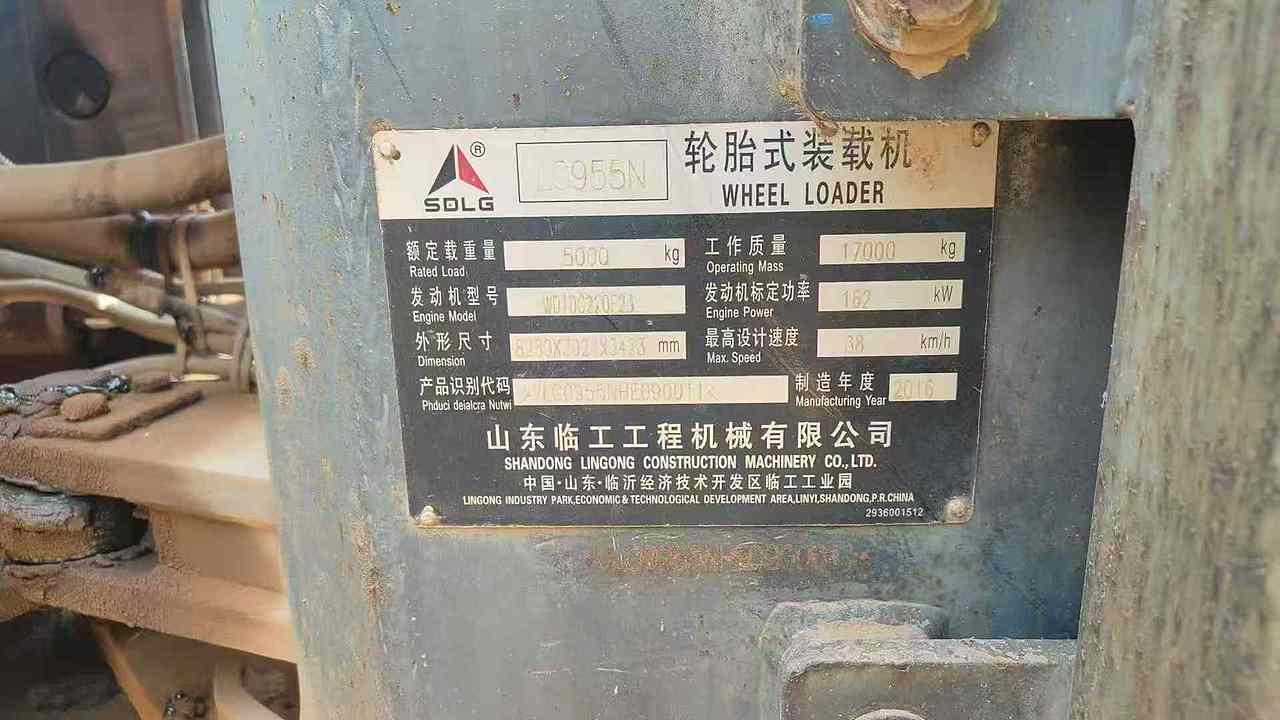 SDLG ® LG955N 轮胎式装载机
WHEEL LOADER
额定载重量 5000 kg 工作质量 17000 kg
Rated Load Operating Mass
发动机型号 发动机标定功率 162 kW
Engine Model Engine Power
外形尺寸 mm 最高设计速度 38 km/h
Dimension Max. Speed
产品识别代码 制造年度 2016
Phduci deialcra Nutwi Manufacturing Year
山东临工工程机械有限公司
SHANDONG LINGONG CONSTRUCTION MACHINERY CO.,LTD.
中国·山东·临沂经济技术开发区临工工业园
LINGONG INDUSTRY PARK,ECONOMIC & TECHNOLOGICAL DEVELOPMENT AREA,LINYI,SHANDONG,P.R.CHINA
2936001512